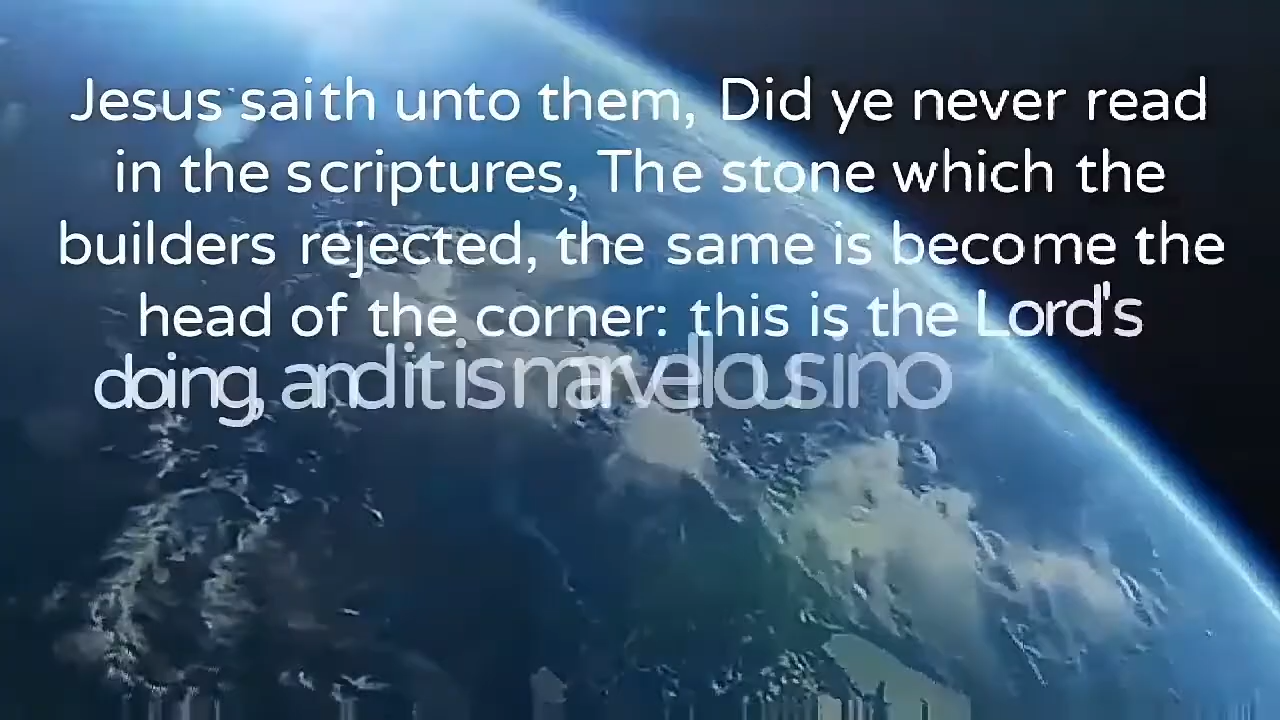 Jesus saith unto them, Did ye never read
in the scriptures, The stone which the
builders rejected, the same is become the
head of the corner: this is the Lord's
doing, and it is marvelous in o